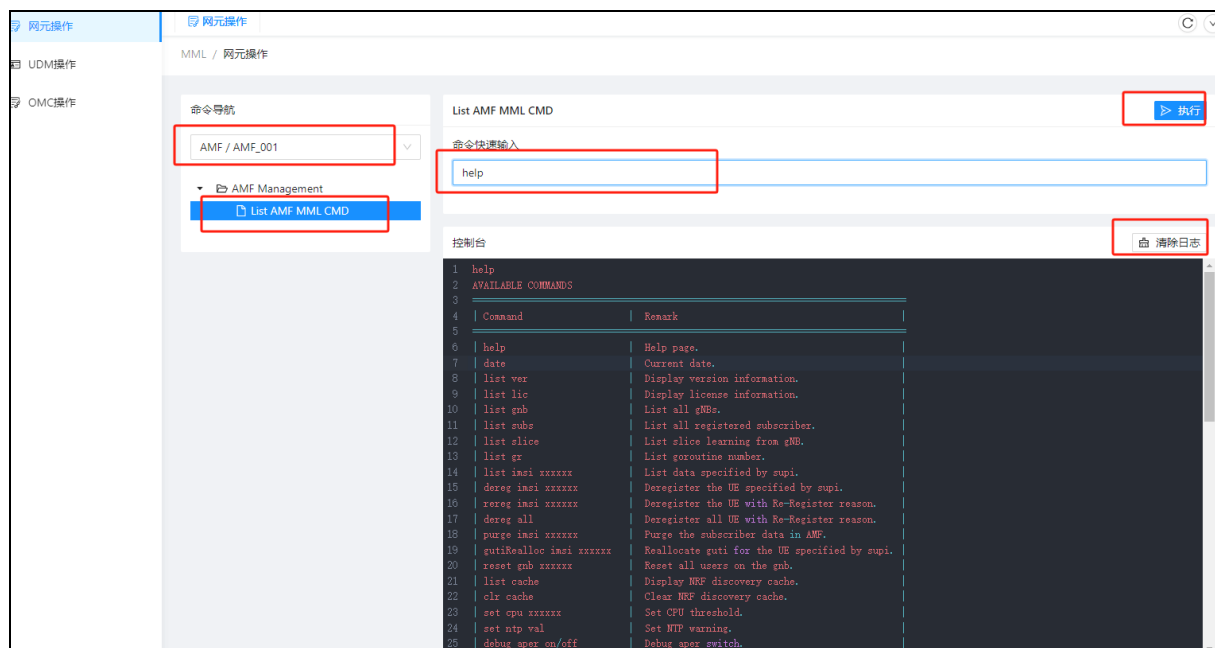 网元操作
UDM操作
OMC操作
网元操作
MML / 网元操作
命令导航
AMF / AMF_001
AMF Management
List AMF MML CMD
List AMF MML CMD
执行
命令快速输入
help
控制台
清除日志
1 help
2 AVAILABLE COMMANDS
3
4 | Command | Remark |
5
6 | help | Help page. |
7 | date | Current date. |
8 | list ver | Display version information. |
9 | list lic | Display license information. |
10 | list gnb | List all gNBs. |
11 | list subs | List all registered subscriber. |
12 | list slice | List slice learning from gNB. |
13 | list gr | List goroutine number. |
14 | list imsi xxxxxx | List data specified by supi. |
15 | dereg imsi xxxxxx | Deregister the UE specified by supi. |
16 | rereg imsi xxxxxx | Deregister the UE with Re-Register reason. |
17 | dereg all | Deregister all UE with Re-Register reason. |
18 | purge imsi xxxxxx | Purge the subscriber data in AMF. |
19 | gutiRealloc imsi xxxxxx | Reallocate guti for the UE specified by supi. |
20 | reset gnb xxxxxx | Reset all users on the gnb. |
21 | list cache | Display NRF discovery cache. |
22 | clr cache | Clear NRF discovery cache. |
23 | set cpu xxxxxx | Set CPU threshold. |
24 | set ntp val | Set NTP warning. |
25 | debug aper on/off | Debug aper switch. |